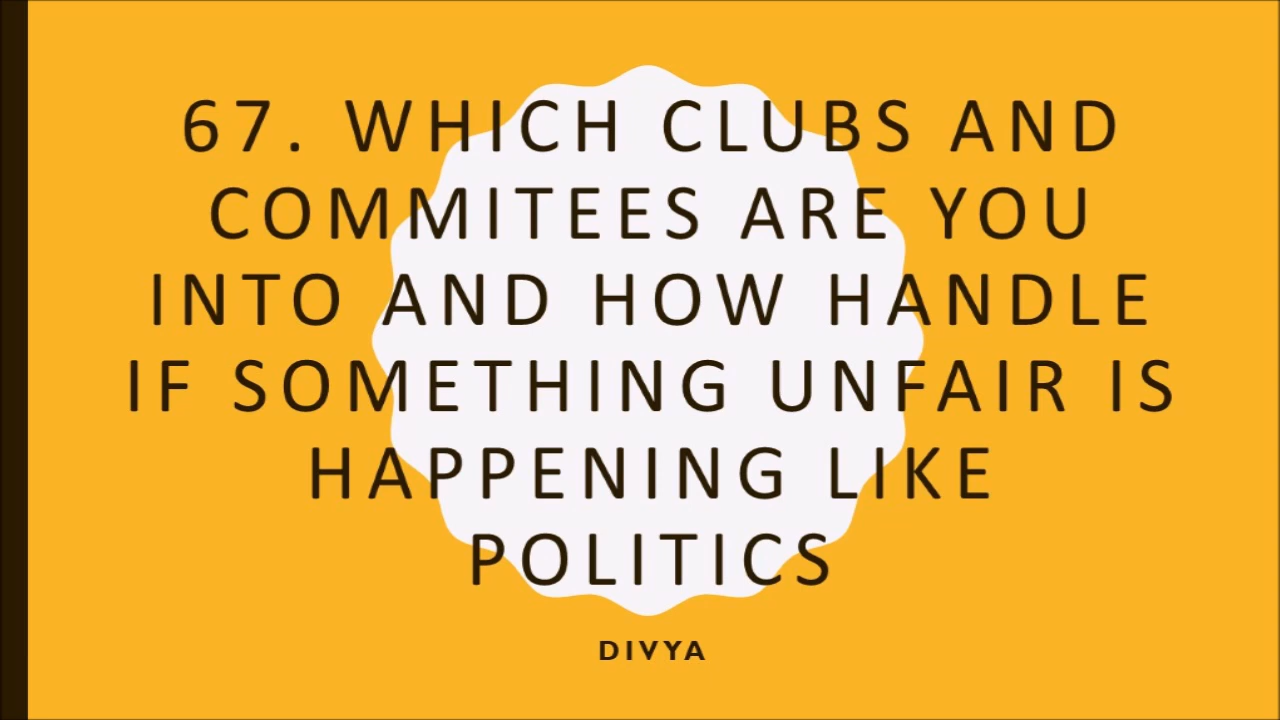 67. WHICH CLUBS AND
COMMITEES ARE YOU
INTO AND HOW HANDLE
IF SOMETHING UNFAIR IS
HAPPENING LIKE
POLITICS
DIVYA